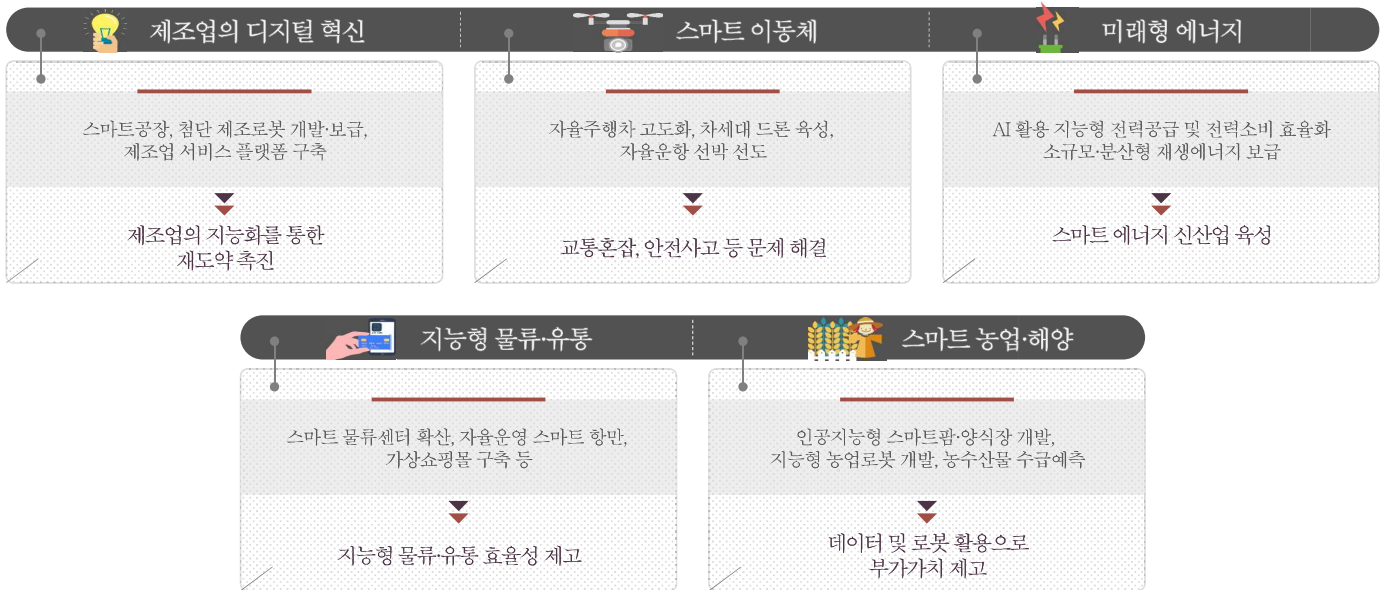 제조업의 디지털 혁신
스마트 이동체
미래형 에너지
스마트공장, 첨단 제조로봇 개발·보급,
제조업 서비스 플랫폼 구축
자율주행차 고도화, 차세대 드론 육성,
자율운항 선박 선도
AI 활용 지능형 전력공급 및 전력소비 효율화
소규모·분산형 재생에너지 보급
제조업의 지능화를 통한
재도약 촉진
교통혼잡, 안전사고 등 문제 해결
스마트 에너지 신산업 육성
지능형 물류·유통
스마트 농업·해양
스마트 물류센터 확산, 자율운영 스마트 항만,
가상쇼핑몰 구축 등
인공지능형 스마트팜·양식장 개발,
지능형 농업로봇 개발, 농수산물 수급예측
지능형 물류·유통 효율성 제고
데이터 및 로봇 활용으로
부가가치 제고